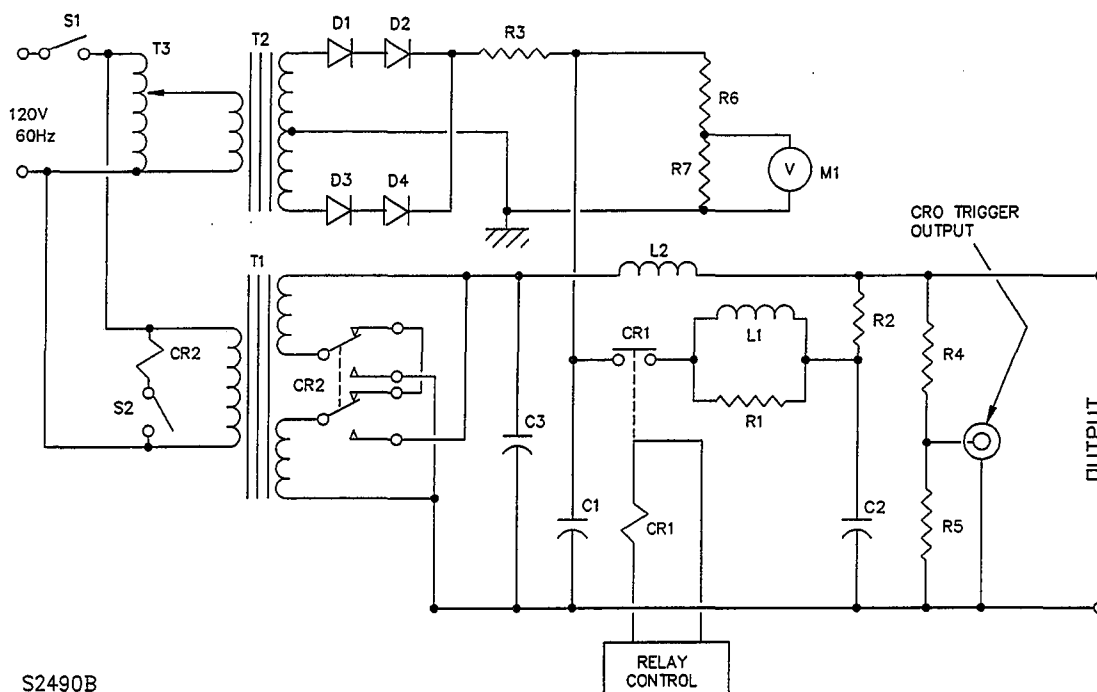 S1
T3
T2
D1
D2
R3
120V
60Hz
R6
R7
V
M1
D3
D4
CRO TRIGGER
OUTPUT
T1
L2
CR2
S2
CR2
CR1
L1
R1
R2
R4
C3
C1
CR1
C2
R5
OUTPUT
RELAY
CONTROL
S2490B